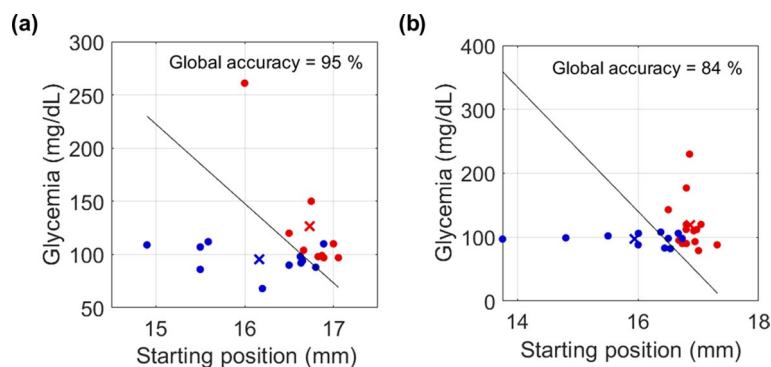 (a)
Global accuracy = 95 %
300
250
200
150
100
50
Glycemia (mg/dL)
15
16
17
Starting position (mm)
(b)
Global accuracy = 84 %
400
300
200
100
0
Glycemia (mg/dL)
14
16
18
Starting position (mm)